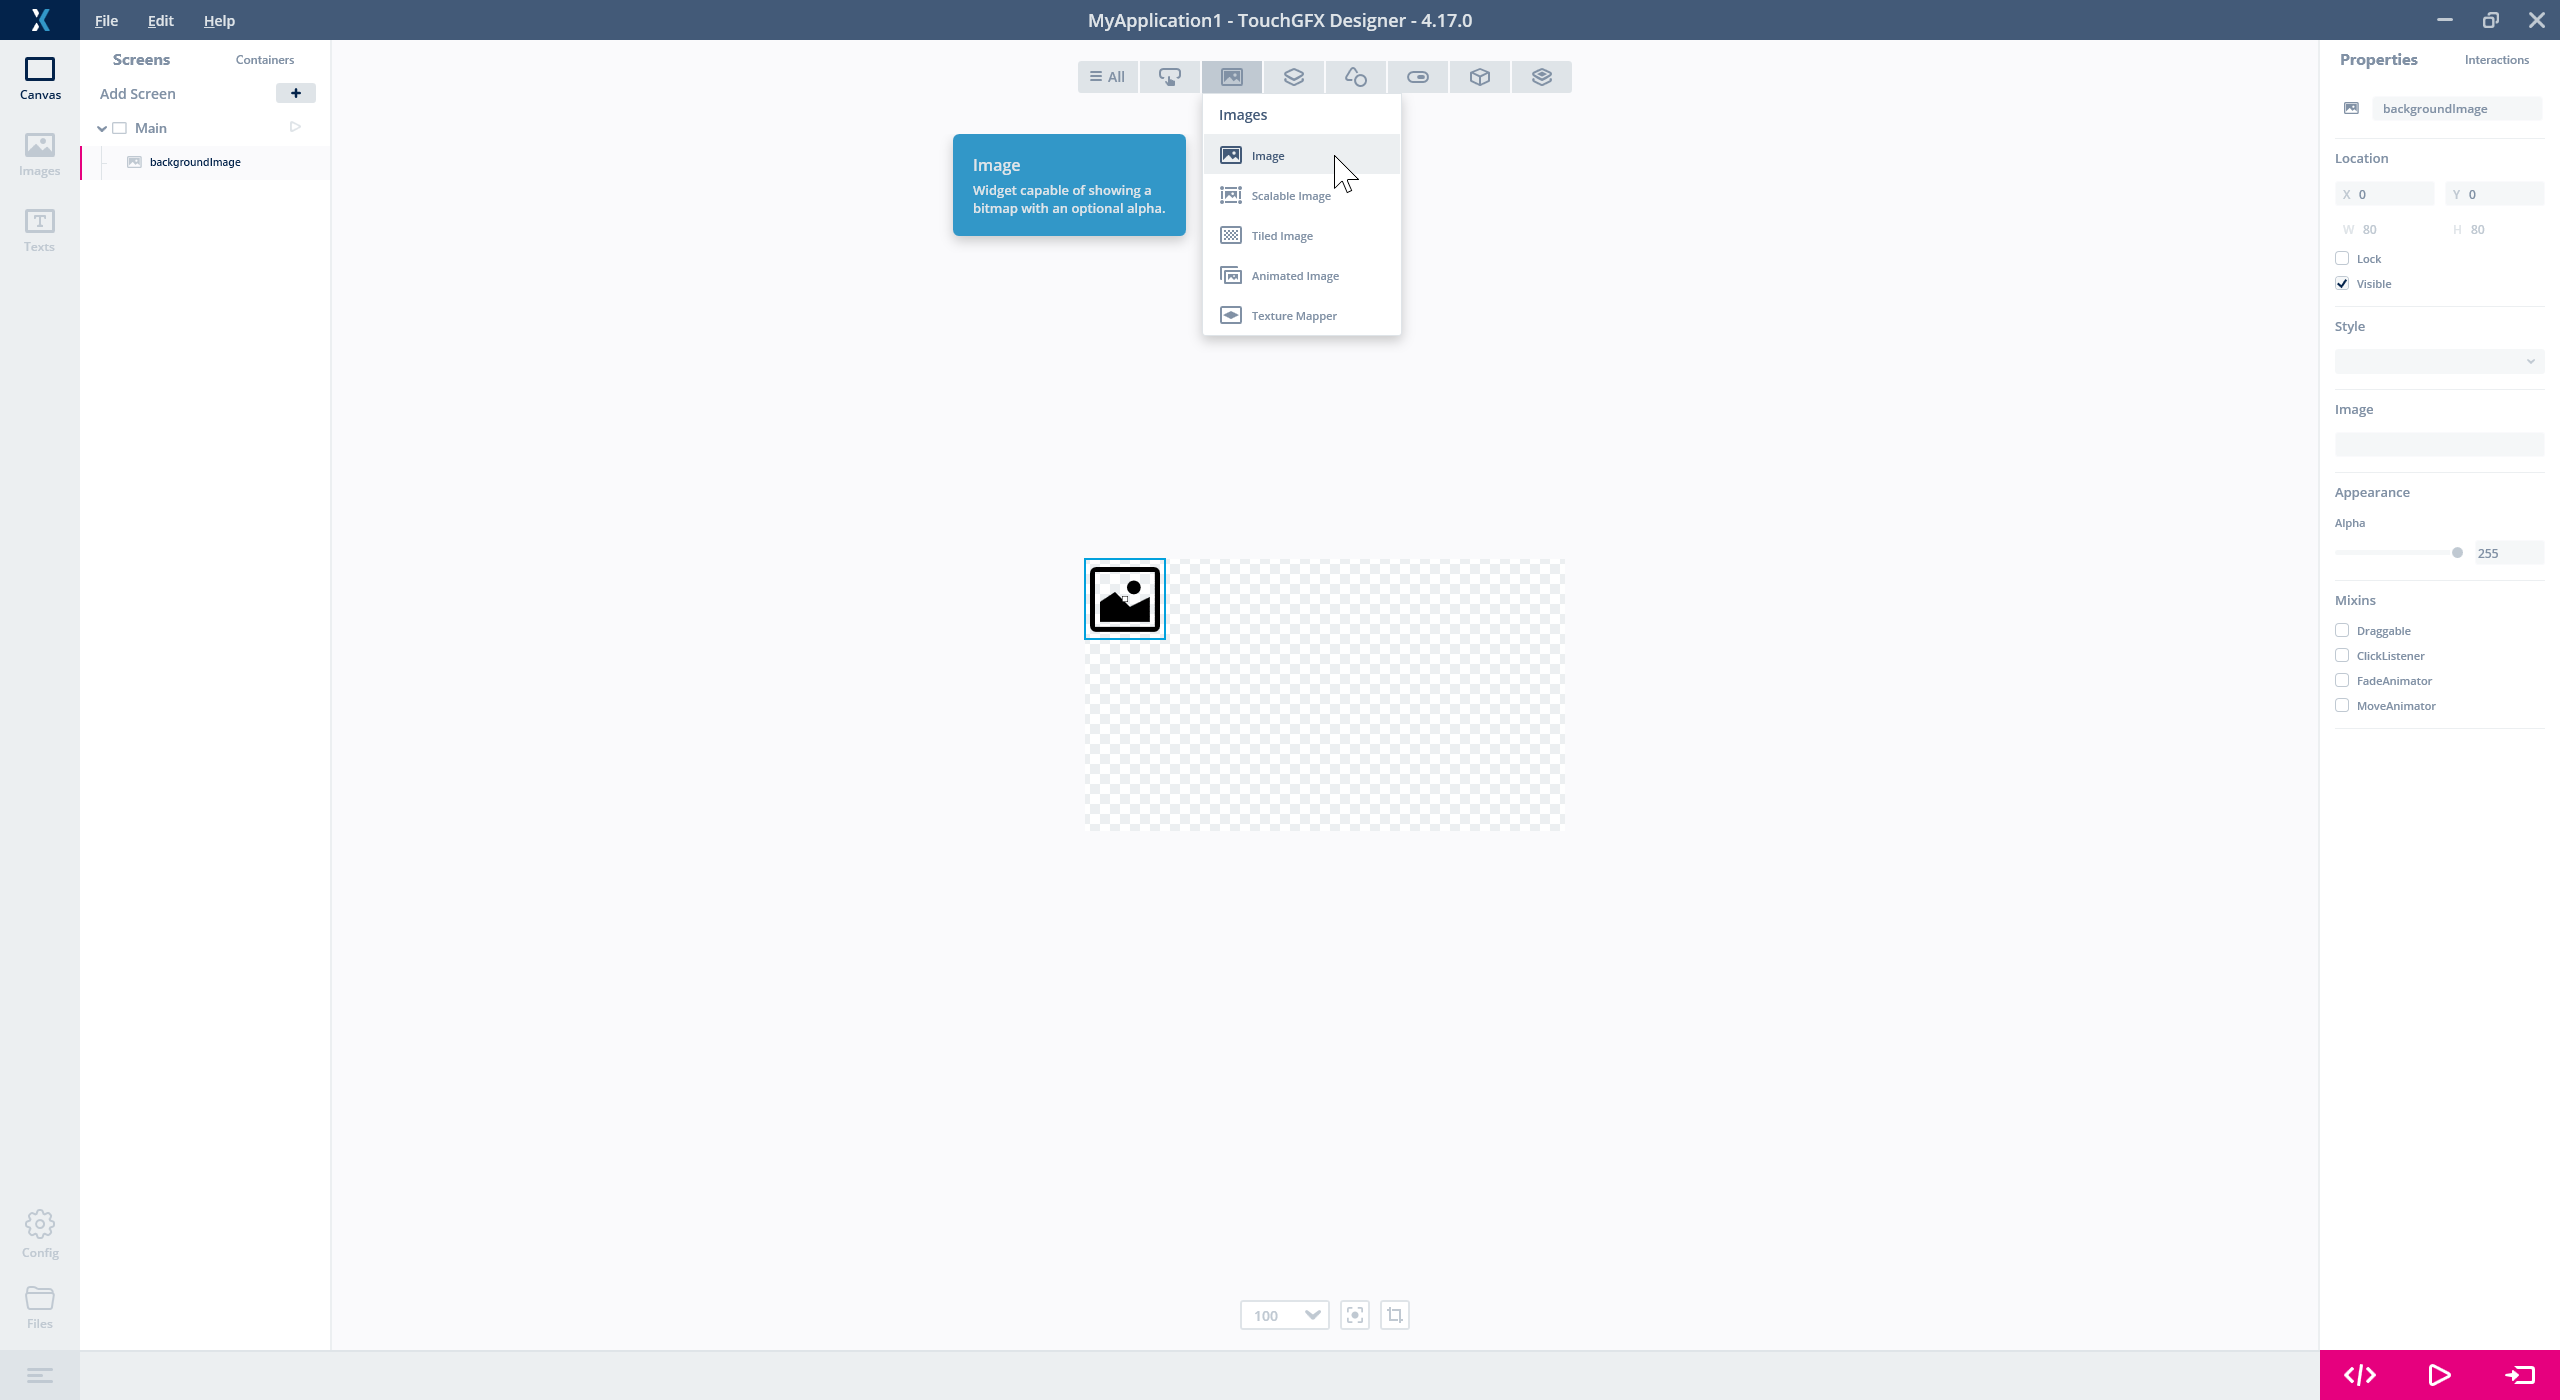 File Edit Help
MyApplication1 - TouchGFX Designer - 4.17.0
Canvas
Images
Texts
Config
Files
Screens Containers
Add Screen
Main
backgroundImage
All
Images
Image
Scalable Image
Tiled Image
Animated Image
Texture Mapper
Image
Widget capable of showing a
bitmap with an optional alpha.
100
Properties Interactions
backgroundImage
Location
X 0 Y 0
W 80 H 80
Lock
Visible
Style
Image
Appearance
Alpha
255
Mixins
Draggable
ClickListener
FadeAnimator
MoveAnimator